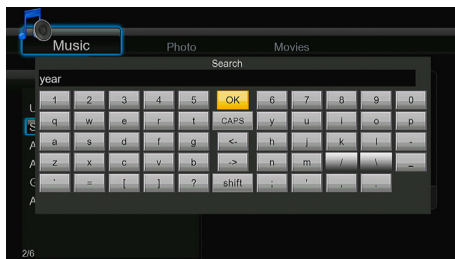 Music Photo Movies
Search
year
1 2 3 4 5 OK 6 7 8 9 0
q w e r t CAPS y u i o p
a s d f g <- h j k l -
z x c v b -> n m / \ _
` = [ ] ? shift ; ' , .
2/6